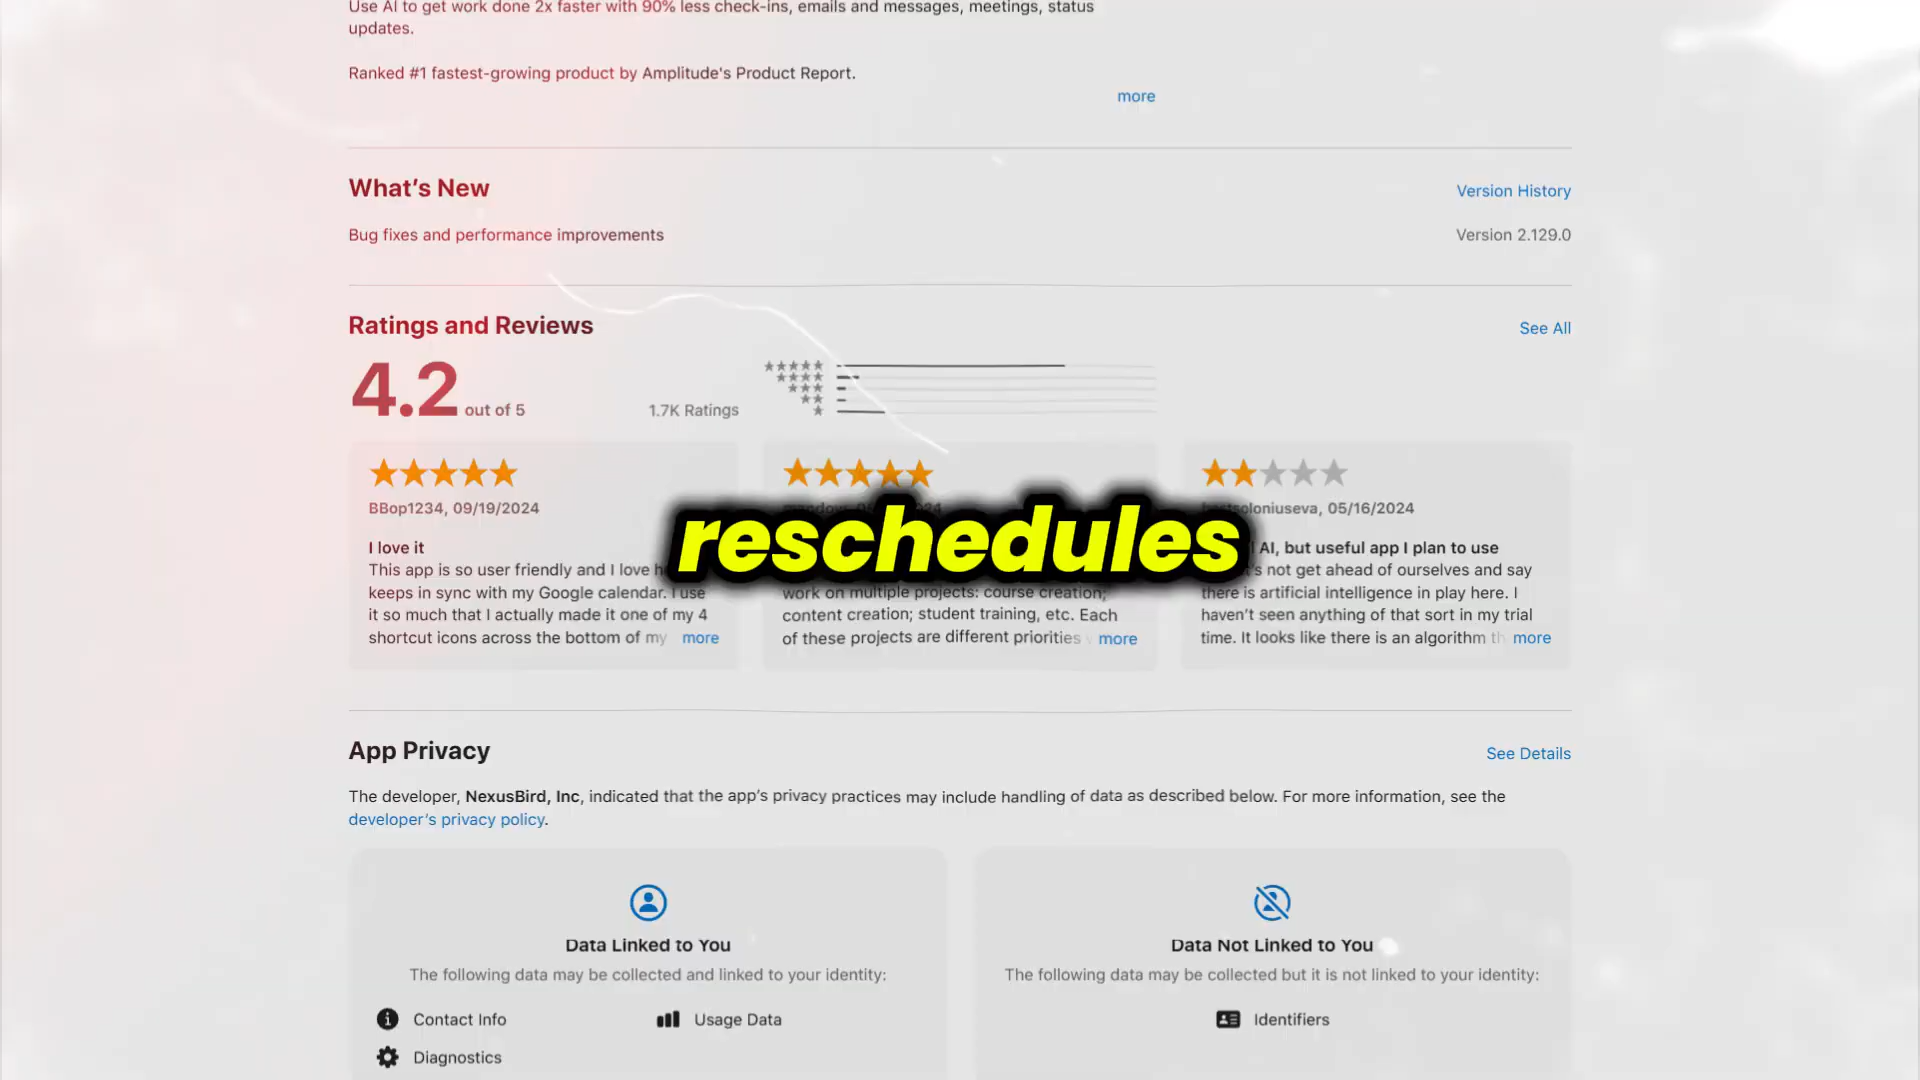 Use AI to get work done 2x faster with 90% less check-ins, emails and messages, meetings, status
updates.
Ranked #1 fastest-growing product by Amplitude's Product Report.
more
What's New
Version History
Bug fixes and performance improvements
Version 2.129.0
Ratings and Reviews
See All
4.2 out of 5
1.7K Ratings
BBop1234, 09/19/2024
I love it
This app is so user friendly and I love
keeps in sync with my Google calendar. I use
it so much that I actually made it one of my 4
shortcut icons across the bottom of my more
reschedules
work on multiple projects: course creation;
content creation; student training, etc. Each
of these projects are different priorities more
05/16/2024
AI, but useful app I plan to use
not get ahead of ourselves and say
there is artificial intelligence in play here. I
haven't seen anything of that sort in my trial
time. It looks like there is an algorithm more
App Privacy
See Details
The developer, NexusBird, Inc, indicated that the app's privacy practices may include handling of data as described below. For more information, see the
developer's privacy policy.
Data Linked to You
The following data may be collected and linked to your identity:
Contact Info
Usage Data
Diagnostics
Data Not Linked to You
The following data may be collected but it is not linked to your identity:
Identifiers